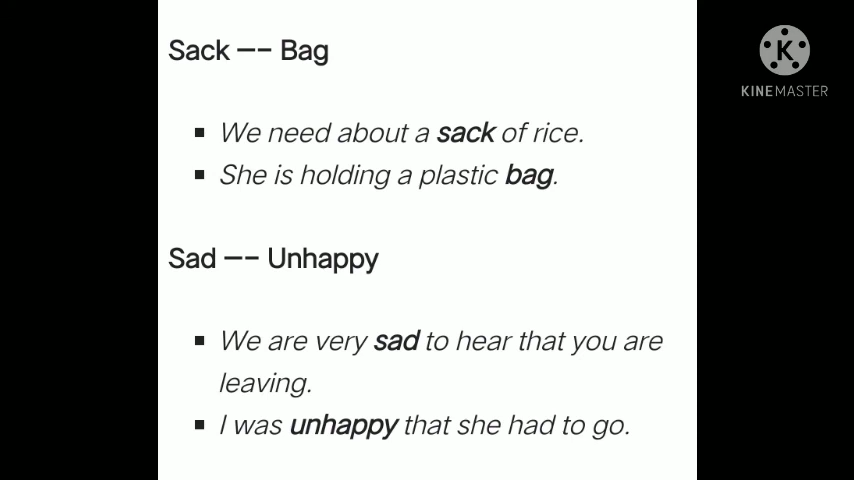 Sack –– Bag
K
KINEMASTER
▪ We need about a sack of rice.
▪ She is holding a plastic bag.
Sad –– Unhappy
▪ We are very sad to hear that you are
leaving.
▪ I was unhappy that she had to go.